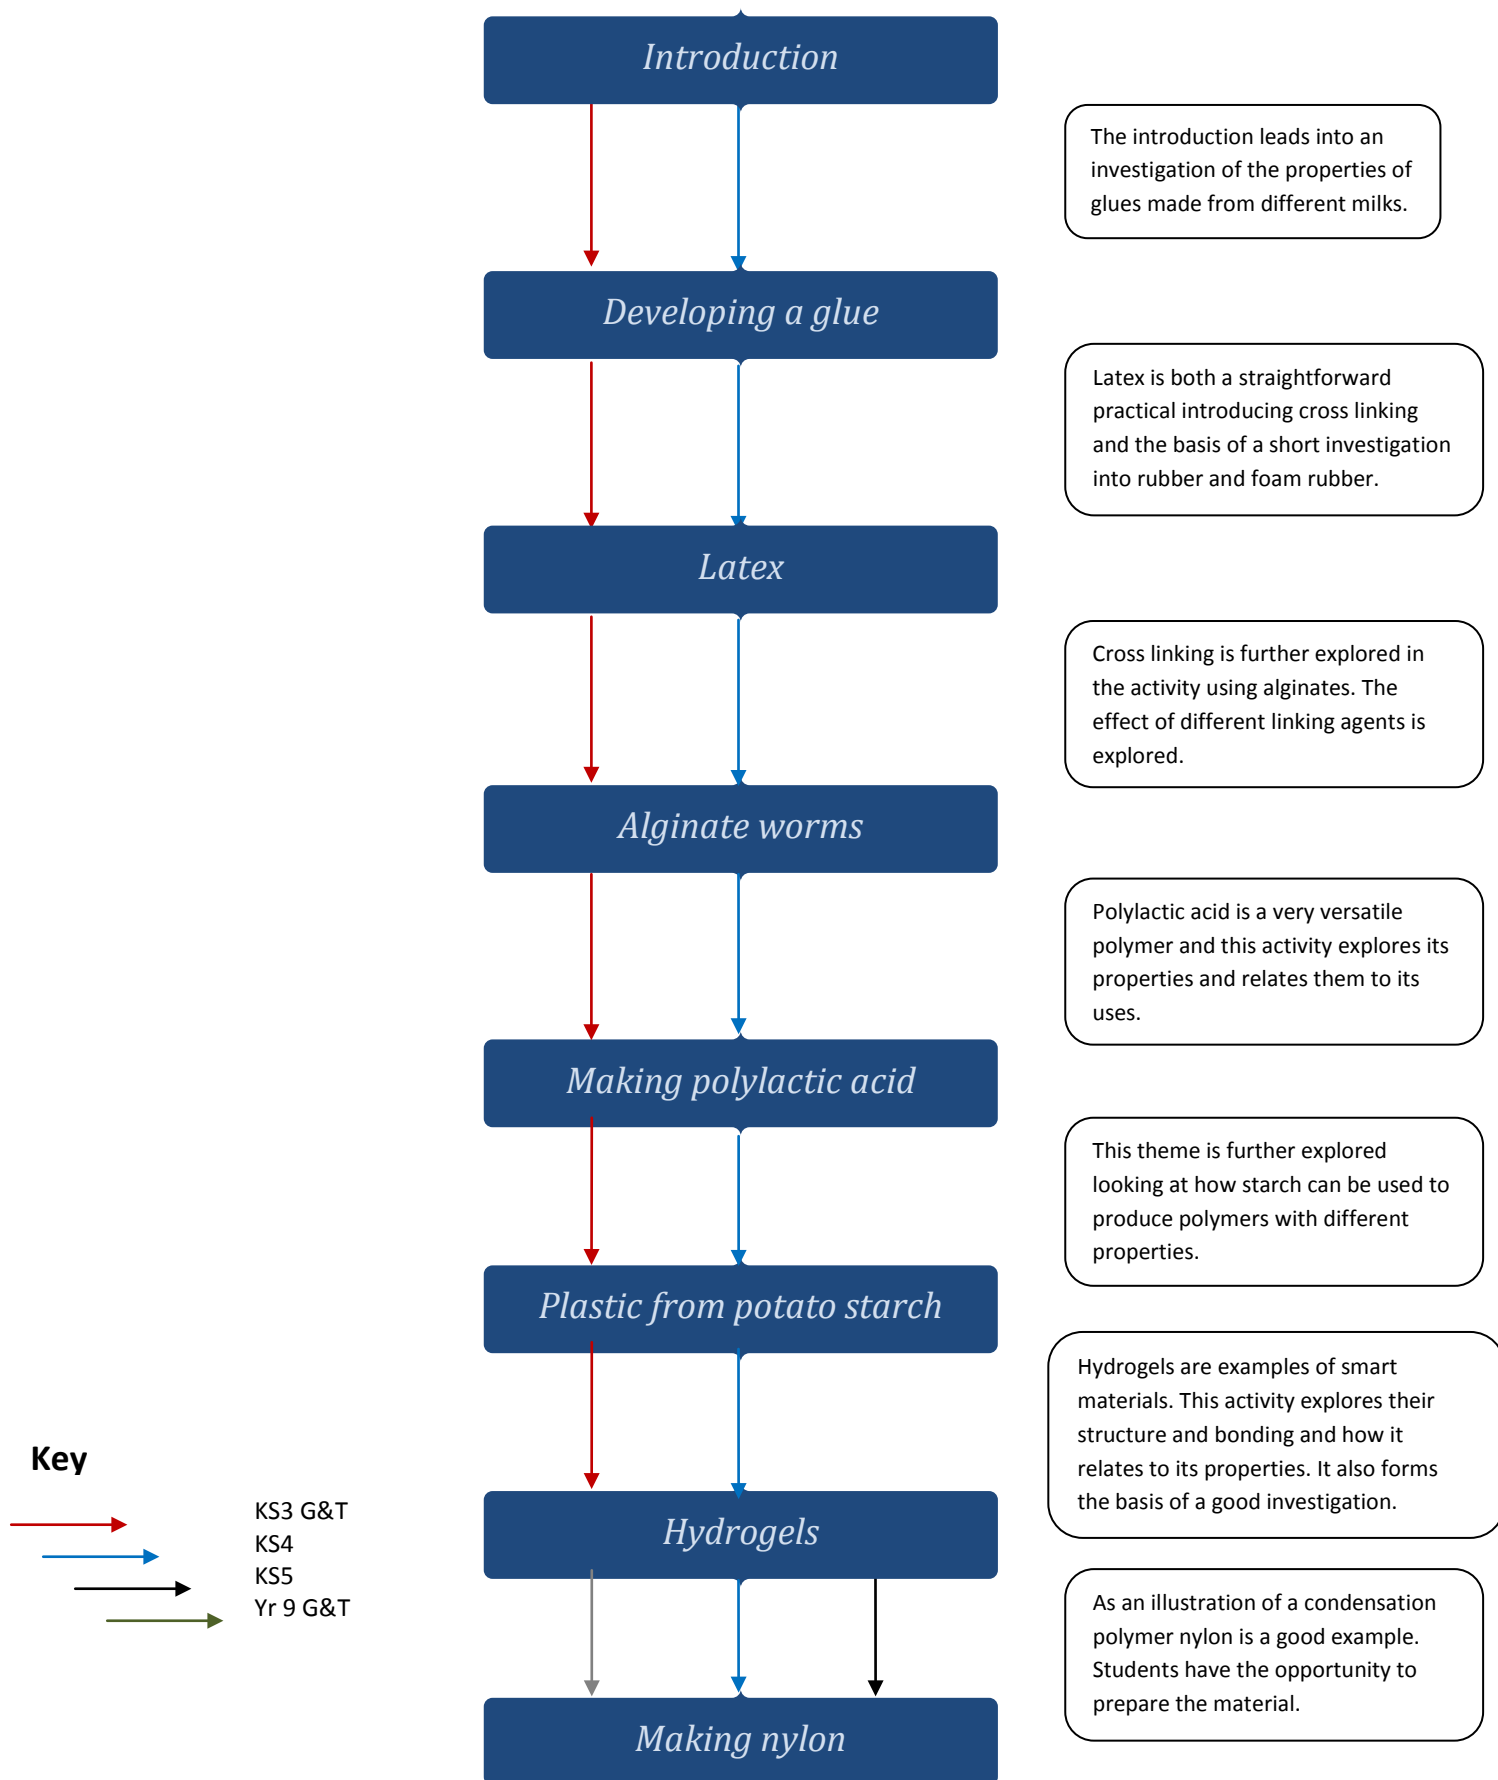 Introduction
The introduction leads into an
investigation of the properties of
glues made from different milks.
Developing a glue
Latex is both a straightforward
practical introducing cross linking
and the basis of a short investigation
into rubber and foam rubber.
Latex
Cross linking is further explored in
the activity using alginates. The
effect of different linking agents is
explored.
Alginate worms
Polylactic acid is a very versatile
polymer and this activity explores its
properties and relates them to its
uses.
Making polylactic acid
This theme is further explored
looking at how starch can be used to
produce polymers with different
properties.
Plastic from potato starch
Hydrogels are examples of smart
materials. This activity explores their
structure and bonding and how it
relates to its properties. It also forms
the basis of a good investigation.
Key
KS3 G&T
KS4
KS5
Yr 9 G&T
Hydrogels
As an illustration of a condensation
polymer nylon is a good example.
Students have the opportunity to
prepare the material.
Making nylon